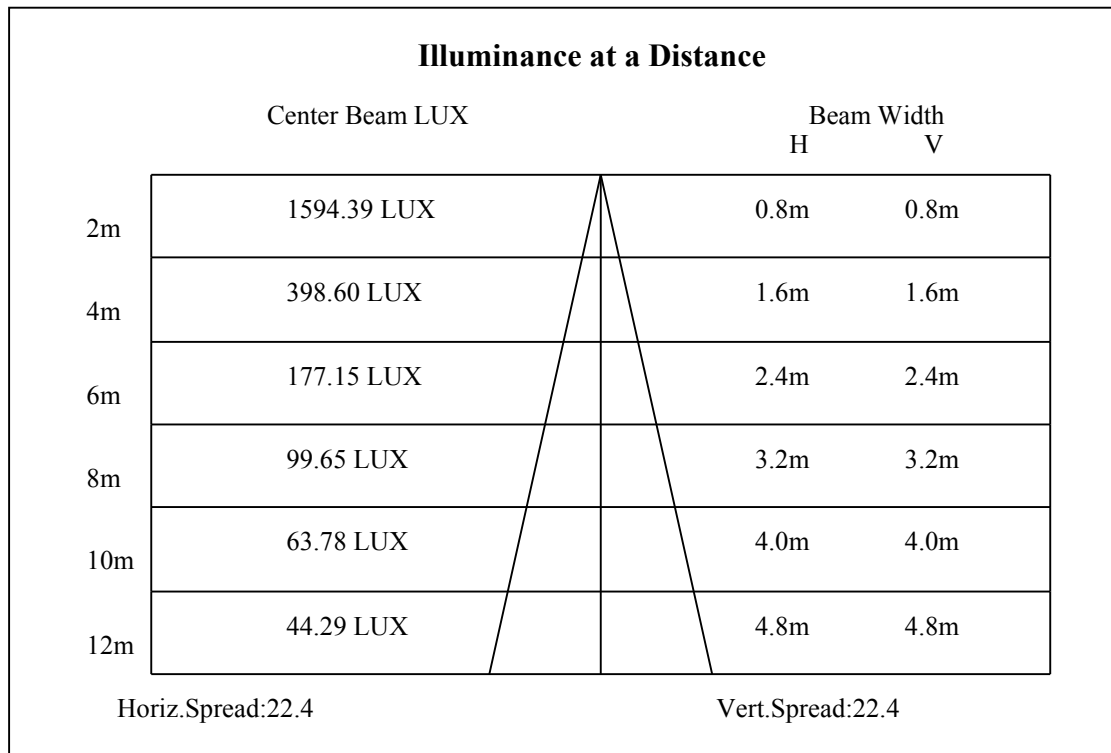 Illuminance at a Distance
Center Beam LUX Beam Width
H V
2m 1594.39 LUX 0.8m 0.8m
4m 398.60 LUX 1.6m 1.6m
6m 177.15 LUX 2.4m 2.4m
8m 99.65 LUX 3.2m 3.2m
10m 63.78 LUX 4.0m 4.0m
12m 44.29 LUX 4.8m 4.8m
Horiz.Spread:22.4 Vert.Spread:22.4